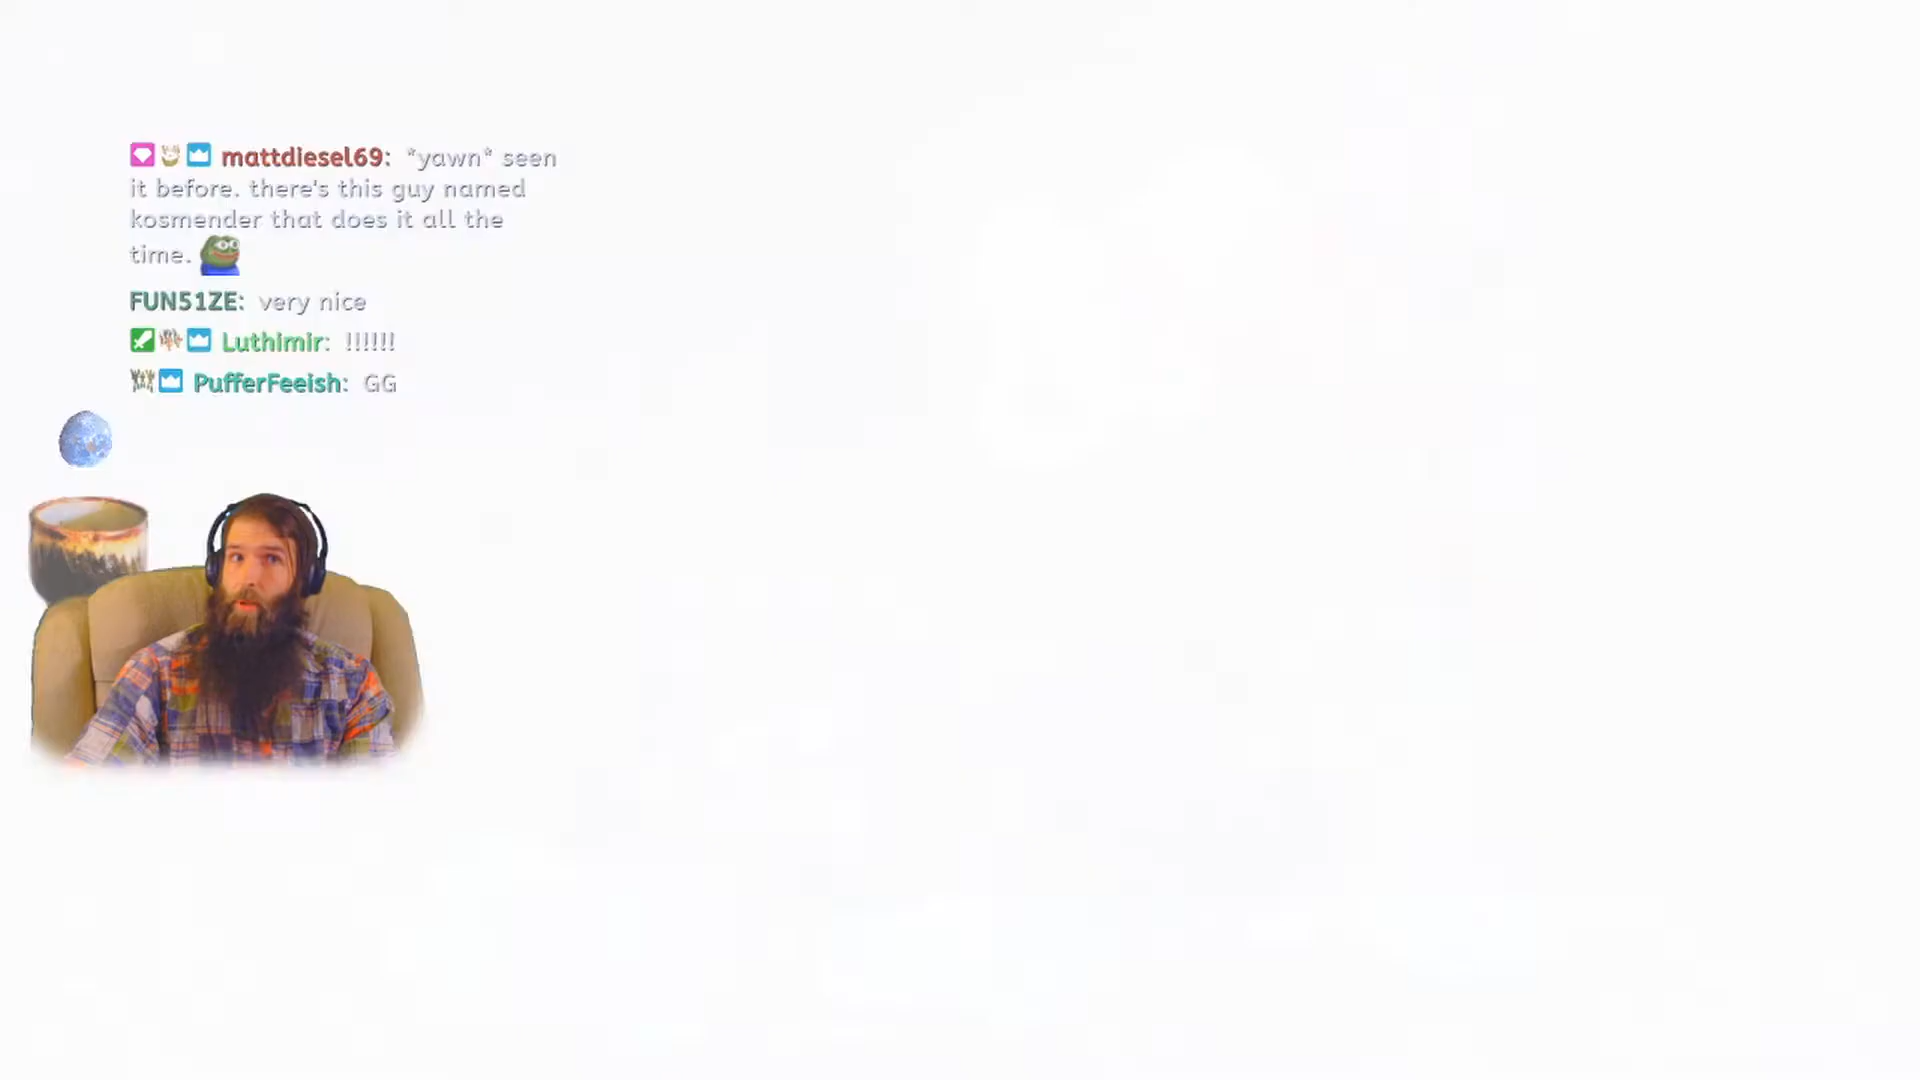 mattdiesel69: *yawn* seen
it before. there's this guy named
kosmender that does it all the
time.
FUN51ZE: very nice
Luthimir: !!!!!!
PufferFeeish: GG